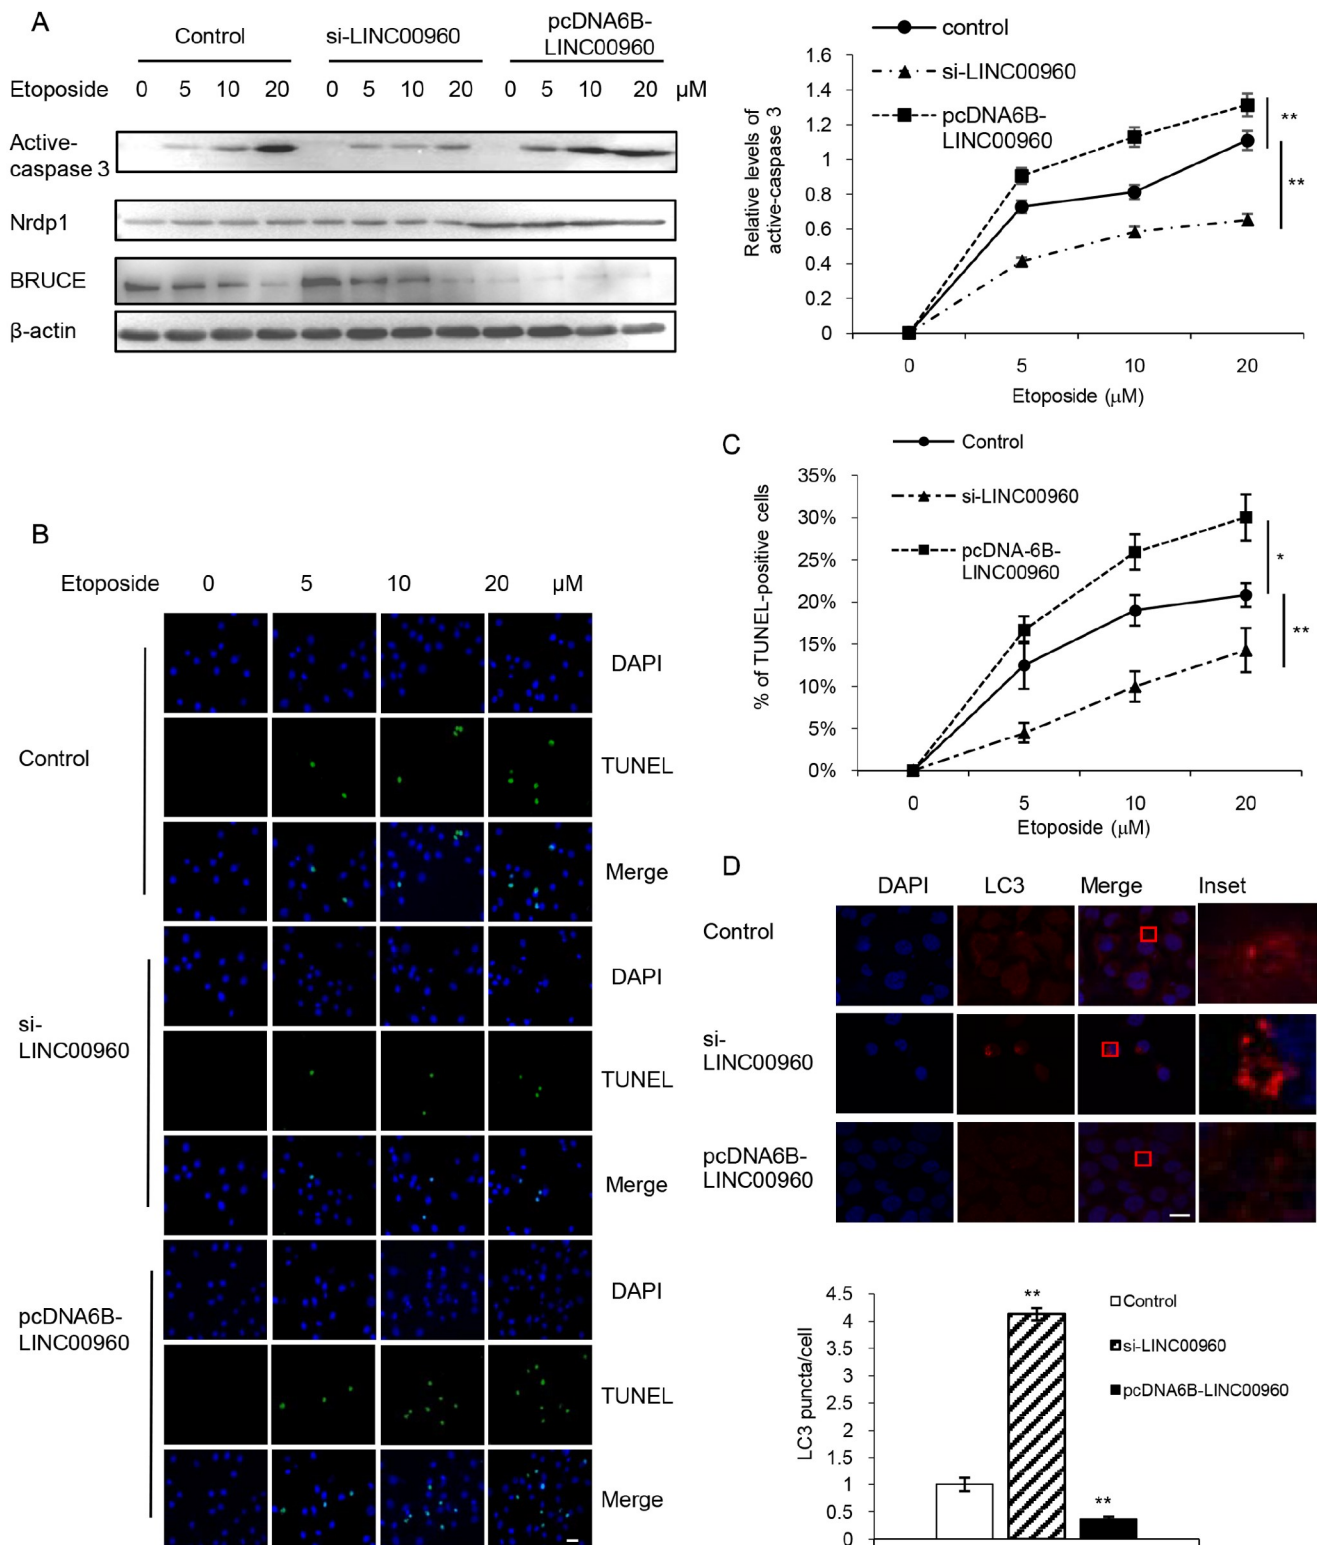 A
Control
si-LINC00960
pcDNA6B-
LINC00960
Etoposide 0 5 10 20 0 5 10 20 0 5 10 20 μM
Active-
caspase 3
Nrdp1
BRUCE
β-actin
control
si-LINC00960
pcDNA6B-
LINC00960
Relative levels of
active-caspase 3
1.6
1.4
1.2
1
0.8
0.6
0.4
0.2
0
**
**
0 5 10 20
Etoposide (μM)
B
Etoposide 0 5 10 20 μM
Control
DAPI
TUNEL
Merge
si-
LINC00960
DAPI
TUNEL
Merge
pcDNA6B-
LINC00960
DAPI
TUNEL
Merge
C
Control
si-LINC00960
pcDNA-6B-
LINC00960
% of TUNEL-positive cells
35%
30%
25%
20%
15%
10%
5%
0%
*
**
0 5 10 20
Etoposide (μM)
D
DAPI LC3 Merge Inset
Control
si-
LINC00960
pcDNA6B-
LINC00960
LC3 puncta/cell
4.5
4
3.5
3
2.5
2
1.5
1
0.5
0
**
**
Control
si-LINC00960
pcDNA6B-LINC00960